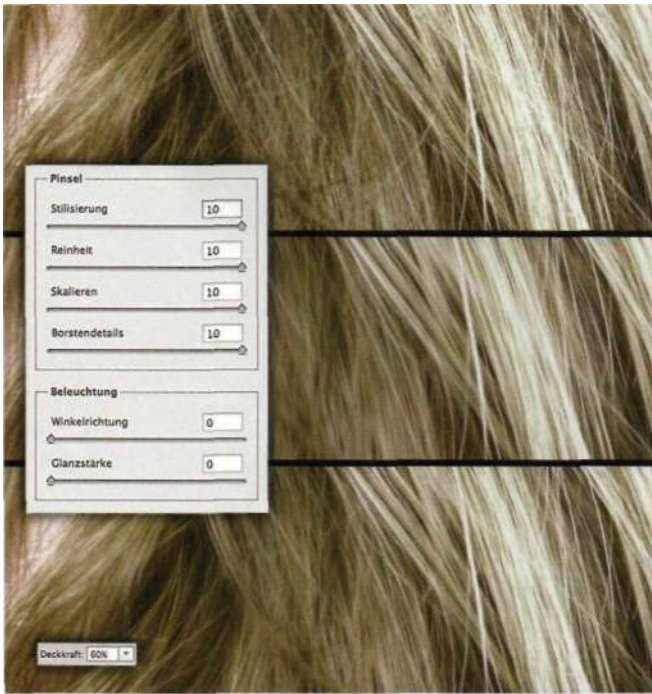 Pinsel
Stilisierung 10
Reinheit 10
Skalieren 10
Borstendetails 10
Beleuchtung
Winkelrichtung 0
Glanzstärke 0
Deckkraft: 60%